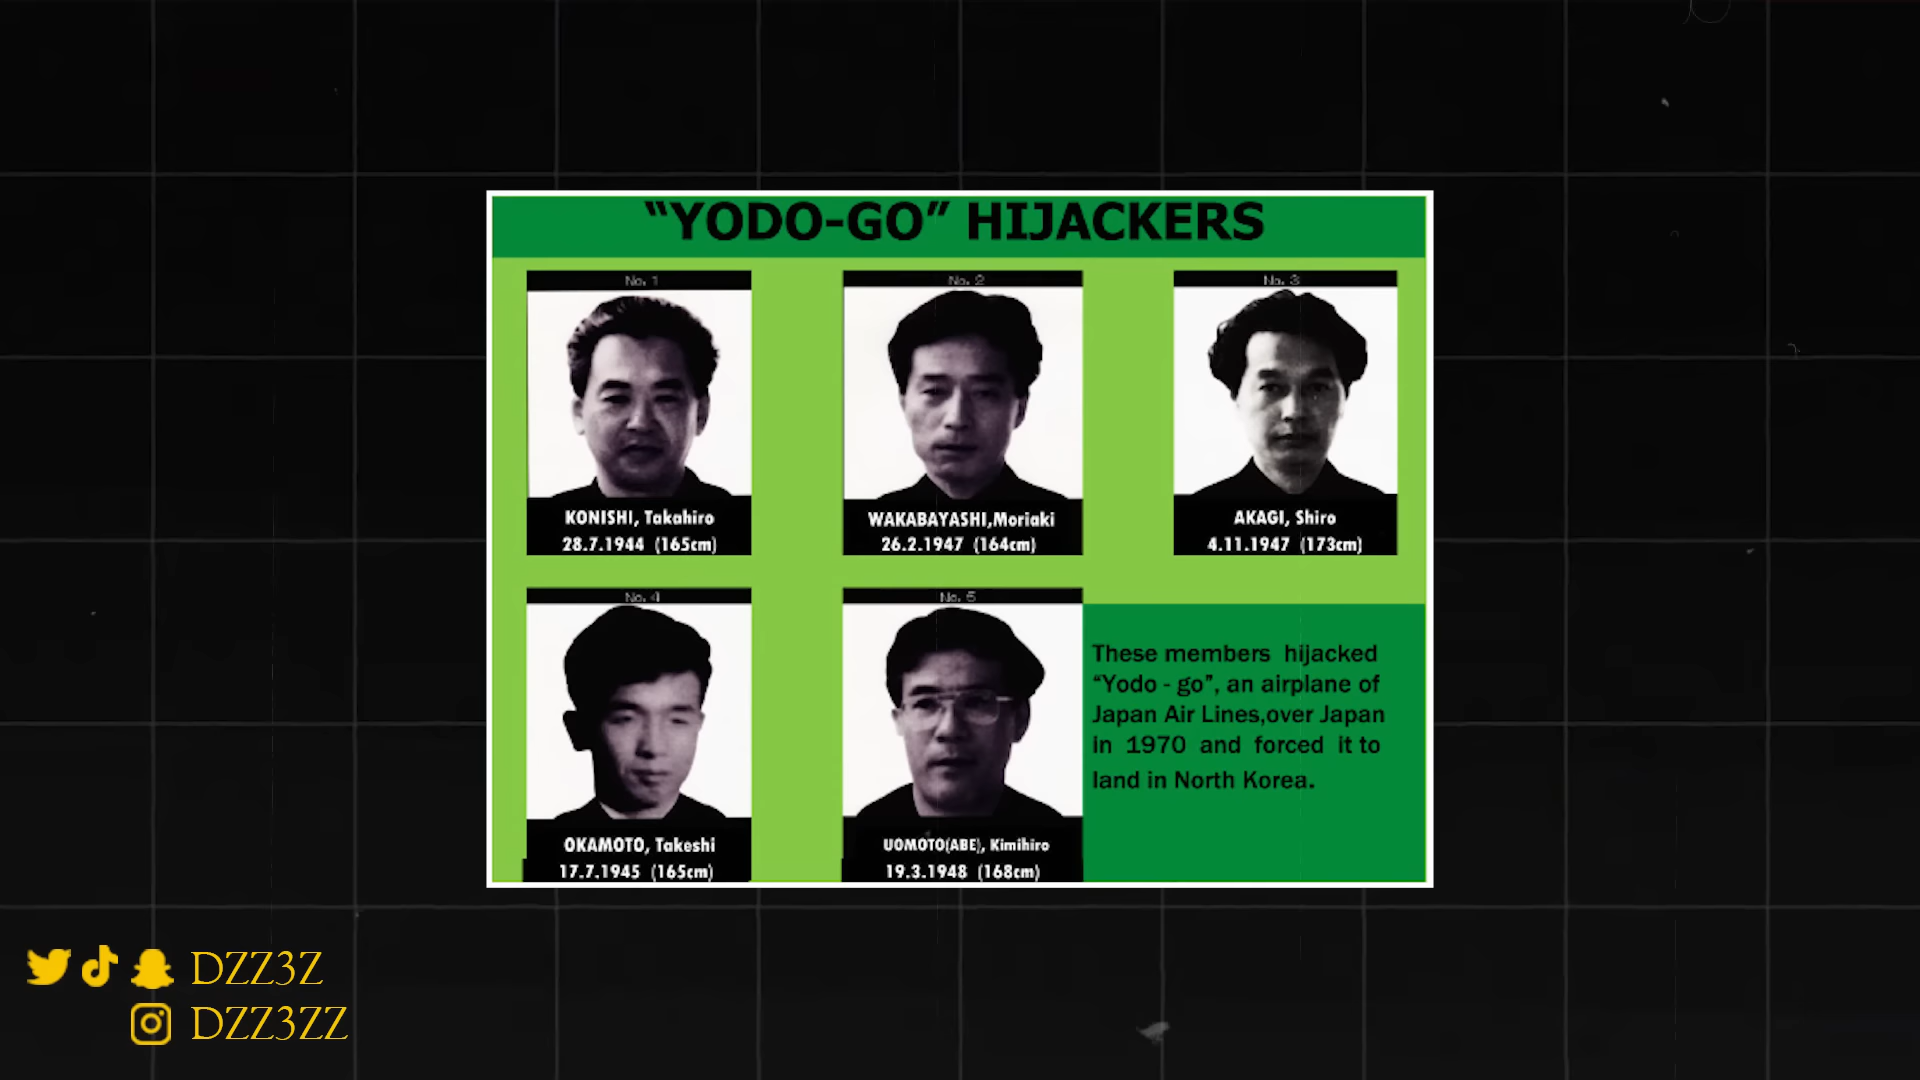 “YODO-GO” HIJACKERS
No. 1
KONISHI, Takahiro
28.7.1944 (165cm)
No. 2
WAKABAYASHI,Moriaki
26.2.1947 (164cm)
No. 3
AKAGI, Shiro
4.11.1947 (173cm)
No. 4
OKAMOTO, Takeshi
17.7.1945 (165cm)
No. 5
UOMOTO(ABE), Kimihiro
19.3.1948 (168cm)
These members hijacked
“Yodo - go”, an airplane of
Japan Air Lines,over Japan
in 1970 and forced it to
land in North Korea.
DZZ3Z
DZZ3ZZ